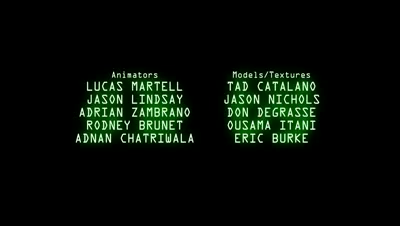 Animators
LUCAS MARTELL
JASON LINDSAY
ADRIAN ZAMBRANO
RODNEY BRUNET
ADNAN CHATRIWALA
Models/Textures
TAD CATALANO
JASON NICHOLS
DON DEGRASSE
OUSAMA ITANI
ERIC BURKE